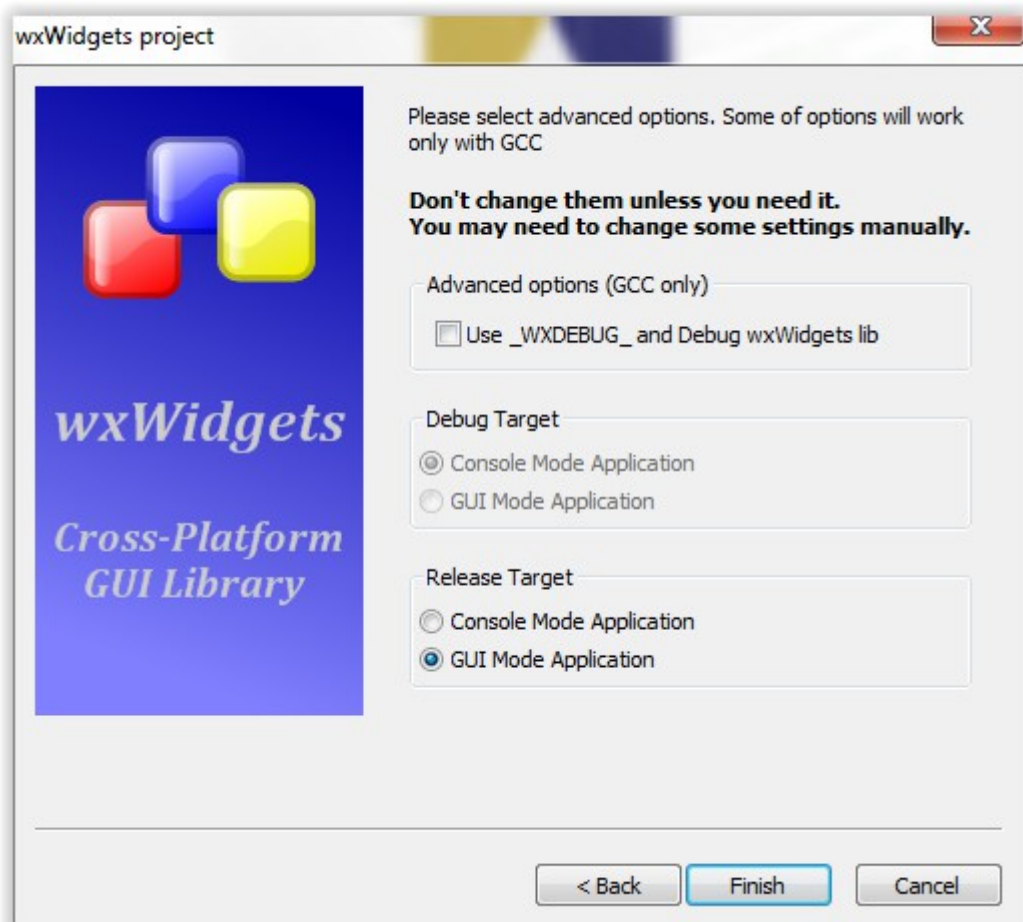 wxWidgets project
Please select advanced options. Some of options will work
only with GCC
Don't change them unless you need it.
You may need to change some settings manually.
Advanced options (GCC only)
Use _WXDEBUG_ and Debug wxWidgets lib
Debug Target
Console Mode Application
GUI Mode Application
Release Target
Console Mode Application
GUI Mode Application
wxWidgets
Cross-Platform
GUI Library
< Back
Finish
Cancel